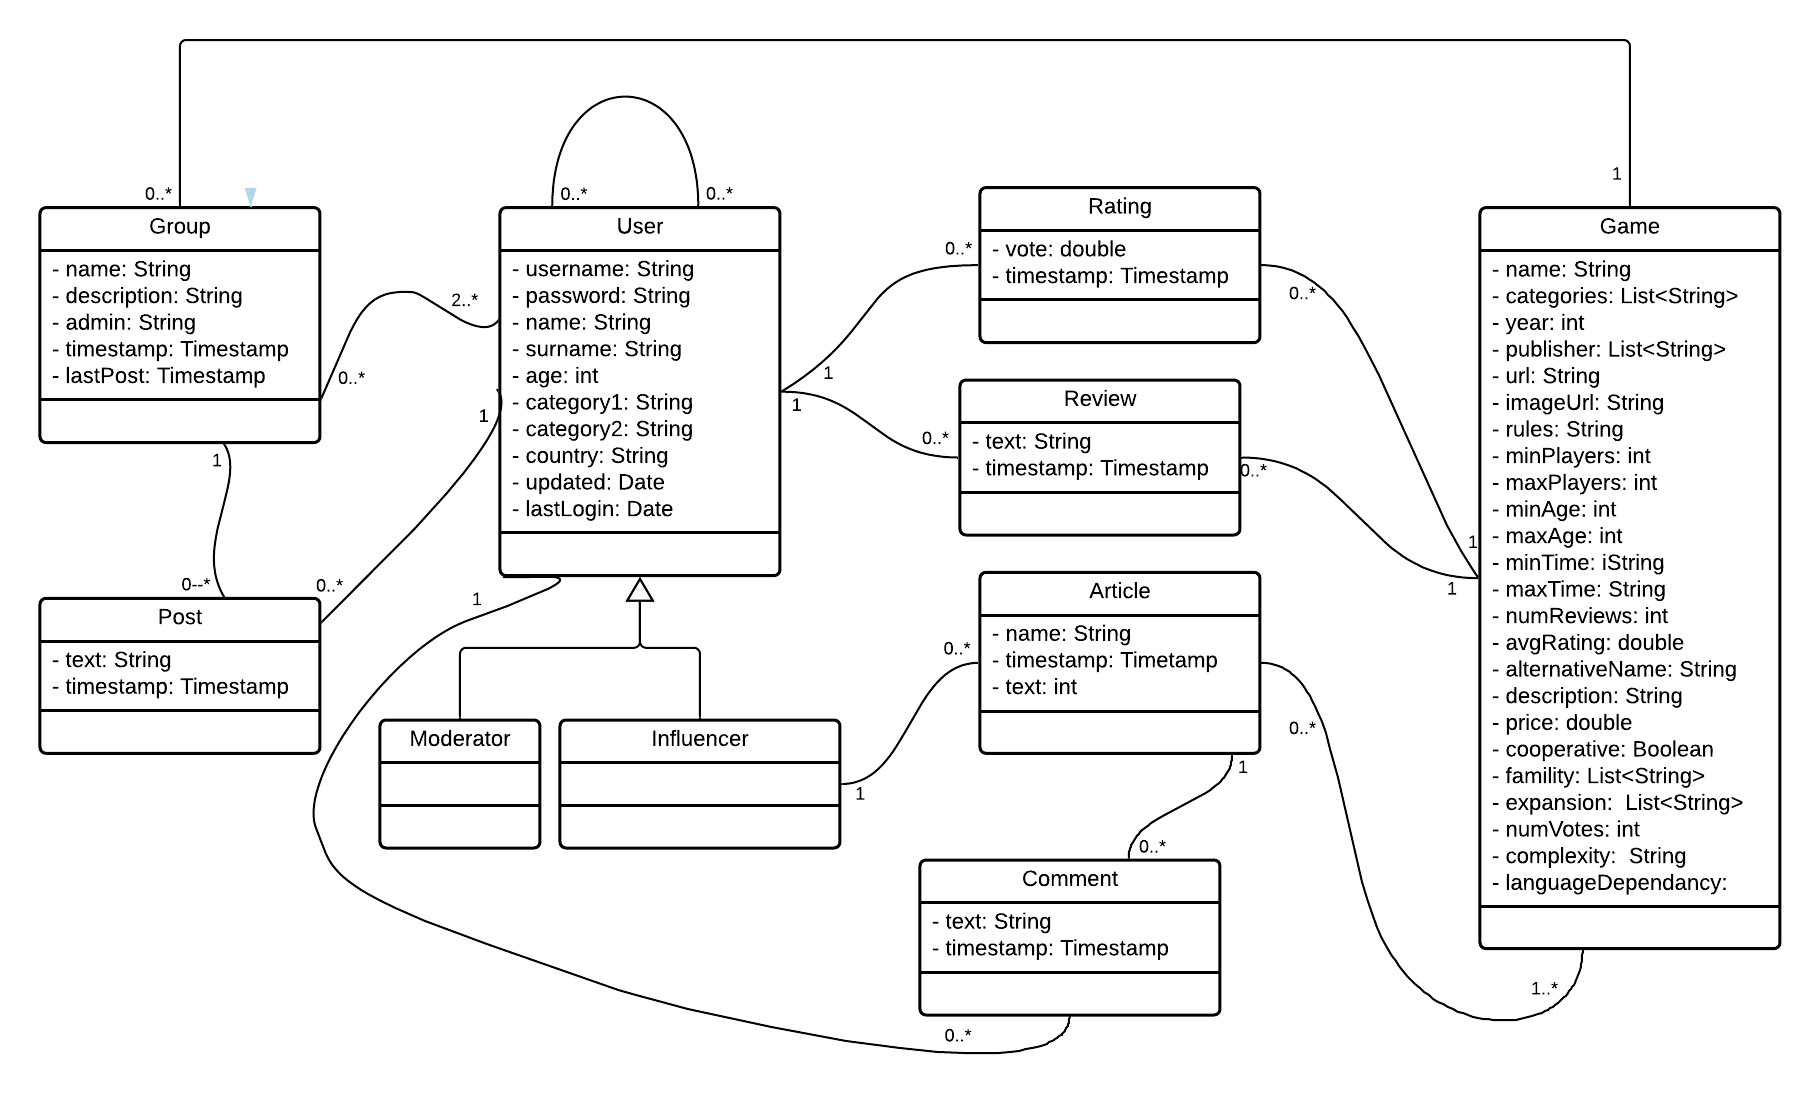 1
0..*
0..*
0..*
Group
- name: String
- description: String
- admin: String
- timestamp: Timestamp
- lastPost: Timestamp
2..*
0..*
1
0--*
Post
- text: String
- timestamp: Timestamp
0..*
1
User
- username: String
- password: String
- name: String
- surname: String
- age: int
- category1: String
- category2: String
- country: String
- updated: Date
- lastLogin: Date
1
Moderator
Influencer
1
0..*
1
1
0..*
0..*
Rating
- vote: double
- timestamp: Timestamp
0..*
Review
- text: String
- timestamp: Timestamp
0..*
Article
- name: String
- timestamp: Timetamp
- text: int
0..*
1
0..*
Comment
- text: String
- timestamp: Timestamp
0..*
1
1
Game
- name: String
- categories: List<String>
- year: int
- publisher: List<String>
- url: String
- imageUrl: String
- rules: String
- minPlayers: int
- maxPlayers: int
- minAge: int
- maxAge: int
- minTime: iString
- maxTime: String
- numReviews: int
- avgRating: double
- alternativeName: String
- description: String
- price: double
- cooperative: Boolean
- famility: List<String>
- expansion:  List<String>
- numVotes: int
- complexity:  String
- languageDependancy:
1..*